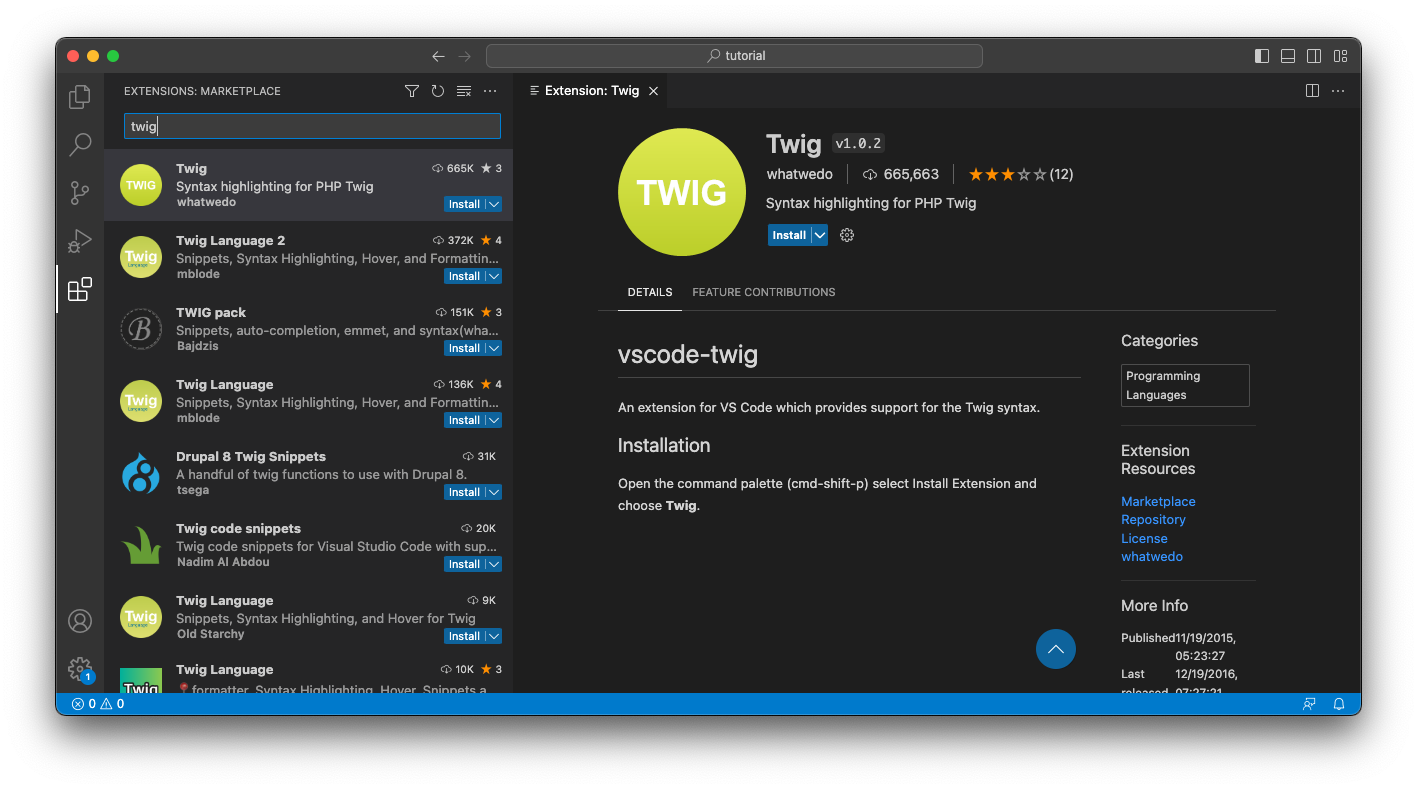 tutorial
EXTENSIONS: MARKETPLACE
twig
TWIG
Twig
665K
3
Syntax highlighting for PHP Twig
whatwedo
Install
Twig
Language
Twig Language 2
372K
4
Snippets, Syntax Highlighting, Hover, and Formattin...
mblode
Install
B
TWIG pack
151K
3
Snippets, auto-completion, emmet, and syntax(wha...
Bajdzis
Install
Twig
Language
Twig Language
136K
4
Snippets, Syntax Highlighting, Hover, and Formattin...
mblode
Install
Drupal 8 Twig Snippets
31K
A handful of twig functions to use with Drupal 8.
tsega
Install
Twig code snippets
20K
Twig code snippets for Visual Studio Code with sup...
Nadim Al Abdou
Install
Twig
Language
Twig Language
9K
Snippets, Syntax Highlighting, and Hover for Twig
Old Starchy
Install
Twig
Twig Language
10K
3
formatter, Syntax Highlighting, Hover, Snippets a
1
0
0
Extension: Twig
TWIG
Twig
v1.0.2
whatwedo
665,663
(12)
Syntax highlighting for PHP Twig
Install
DETAILS
FEATURE CONTRIBUTIONS
vscode-twig
An extension for VS Code which provides support for the Twig syntax.
Installation
Open the command palette (cmd-shift-p) select Install Extension and
choose Twig.
Categories
Programming
Languages
Extension
Resources
Marketplace
Repository
License
whatwedo
More Info
Published 11/19/2015,
05:23:27
Last 12/19/2016,
released 07:27:21